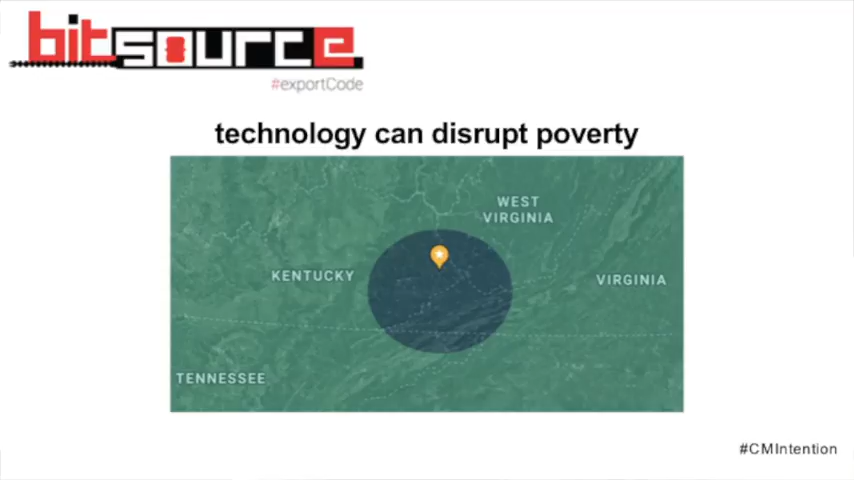 bitsource
#exportCode
technology can disrupt poverty
WEST
VIRGINIA
KENTUCKY
VIRGINIA
TENNESSEE
#CMIntention